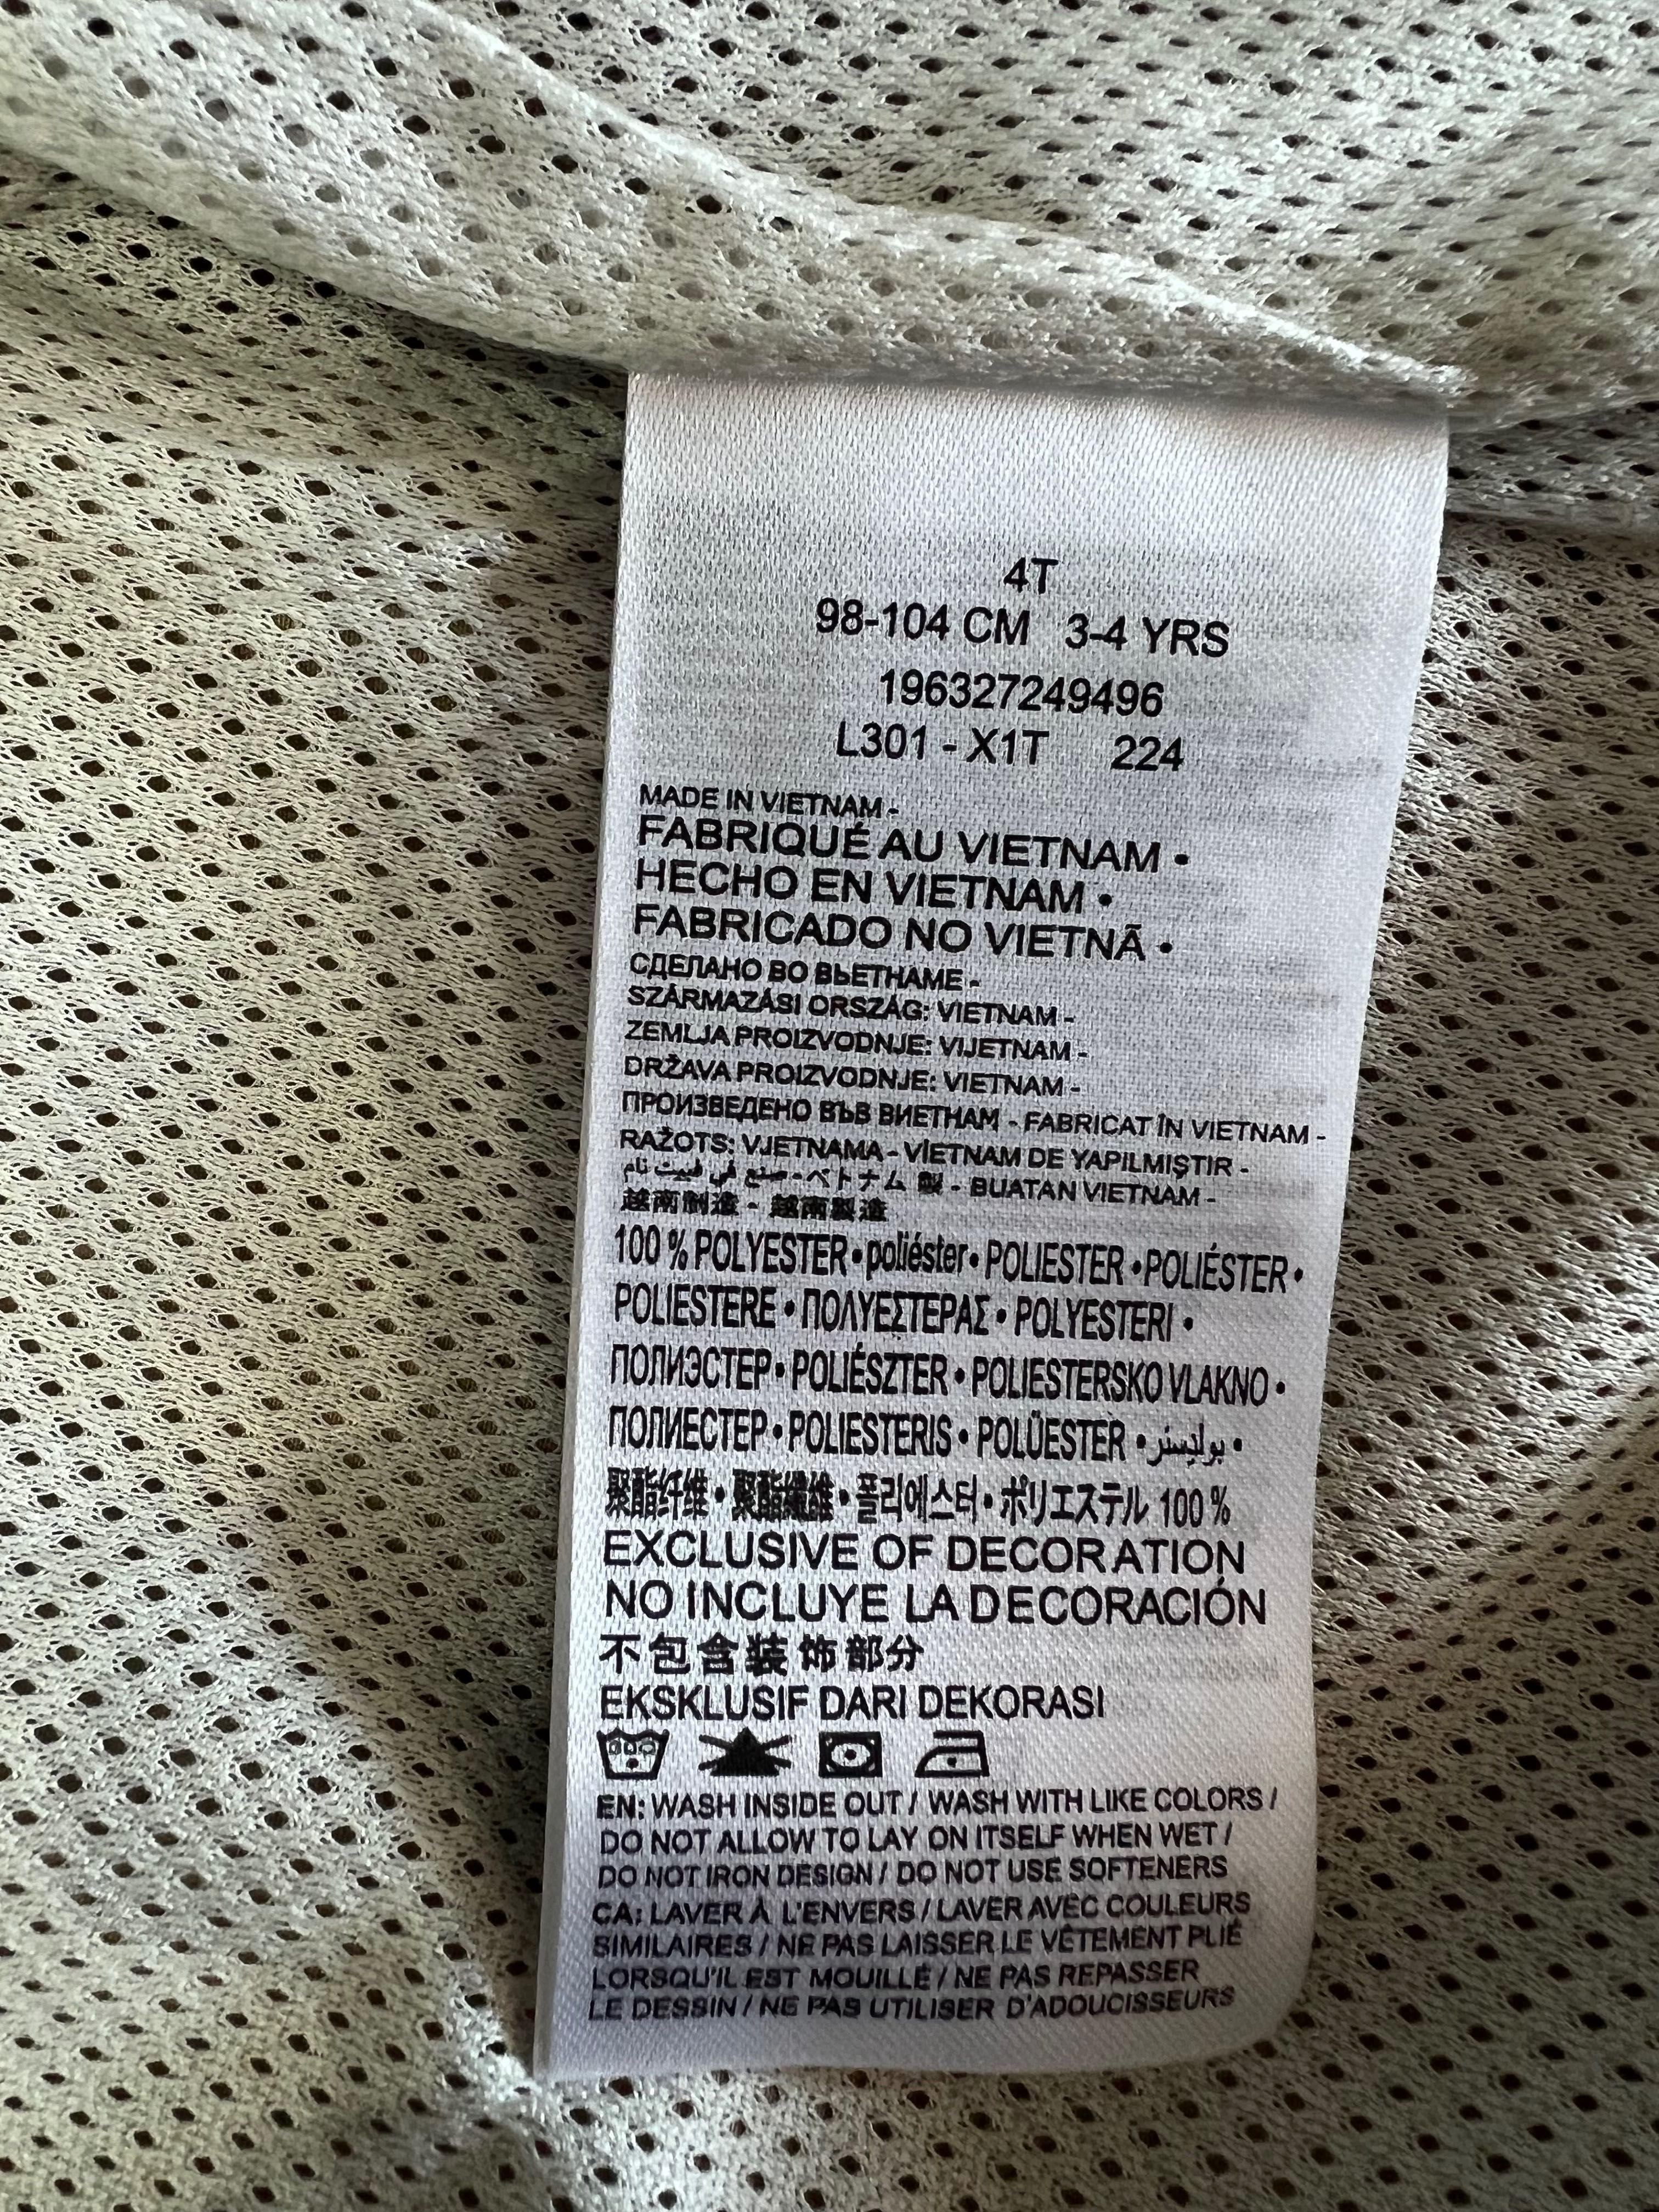 4T
98-104 CM 3-4 YRS
196327249496
L301 - X1T 224
MADE IN VIETNAM -
FABRIQUÉ AU VIETNAM •
HECHO EN VIETNAM •
FABRICADO NO VIETNÃ •
СДЕЛАНО ВО ВЬЕТНАМЕ -
SZÁRMAZÁSI ORSZÁG: VIETNAM -
ZEMLJA PROIZVODNJE: VIJETNAM -
DRŽAVA PROIZVODNJE: VIETNAM -
ПРОИЗВЕДЕНО ВЪВ ВИЕТНАМ - FABRICAT ÎN VIETNAM -
RAŽOTS: VJETNAMA - VİETNAM DE YAPILMIŞTIR -
صنع في فييت نام - ベトナム 製 - BUATAN VIETNAM -
越南制造 - 越南製造
100 % POLYESTER • poliéster • POLIESTER • POLIÉSTER •
POLIESTERE • ΠΟΛΥΕΣΤΕΡΑΣ • POLYESTERI •
ПОЛИЭСТЕР • POLIÉSZTER • POLIESTERSKO VLAKNO •
ПОЛИЕСТЕР • POLIESTERIS • POLÜESTER • بوليستر •
聚酯纤维 • 聚酯纖維 • 폴리에스터 • ポリエステル 100 %
EXCLUSIVE OF DECORATION
NO INCLUYE LA DECORACIÓN
不包含装饰部分
EKSKLUSIF DARI DEKORASI
EN: WASH INSIDE OUT / WASH WITH LIKE COLORS /
DO NOT ALLOW TO LAY ON ITSELF WHEN WET /
DO NOT IRON DESIGN / DO NOT USE SOFTENERS
CA: LAVER À L'ENVERS / LAVER AVEC COULEURS
SIMILAIRES / NE PAS LAISSER LE VÊTEMENT PLIÉ
LORSQU'IL EST MOUILLÉ / NE PAS REPASSER
LE DESSIN / NE PAS UTILISER D'ADOUCISSEURS